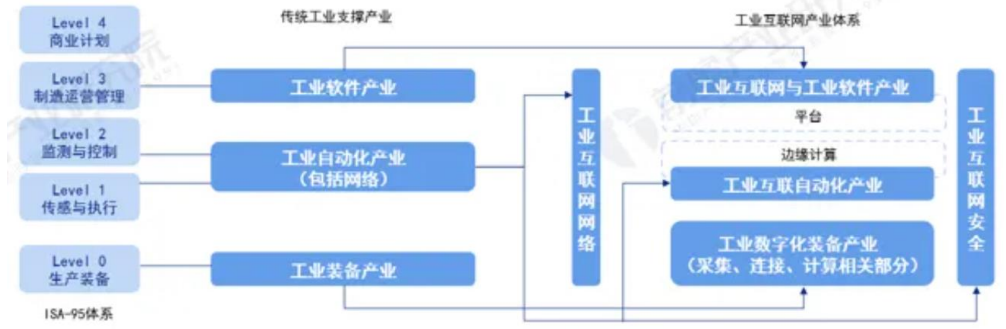 传统工业支撑产业
工业互联网产业体系
Level 4
商业计划
Level 3
制造运营管理
Level 2
监测与控制
Level 1
传感与执行
Level 0
生产装备
ISA-95体系
工业软件产业
工业自动化产业
(包括网络)
工业装备产业
工业互联网网络
工业互联网与工业软件产业
平台
边缘计算
工业互联自动化产业
工业数字化装备产业
(采集、连接、计算相关部分)
工业互联网安全